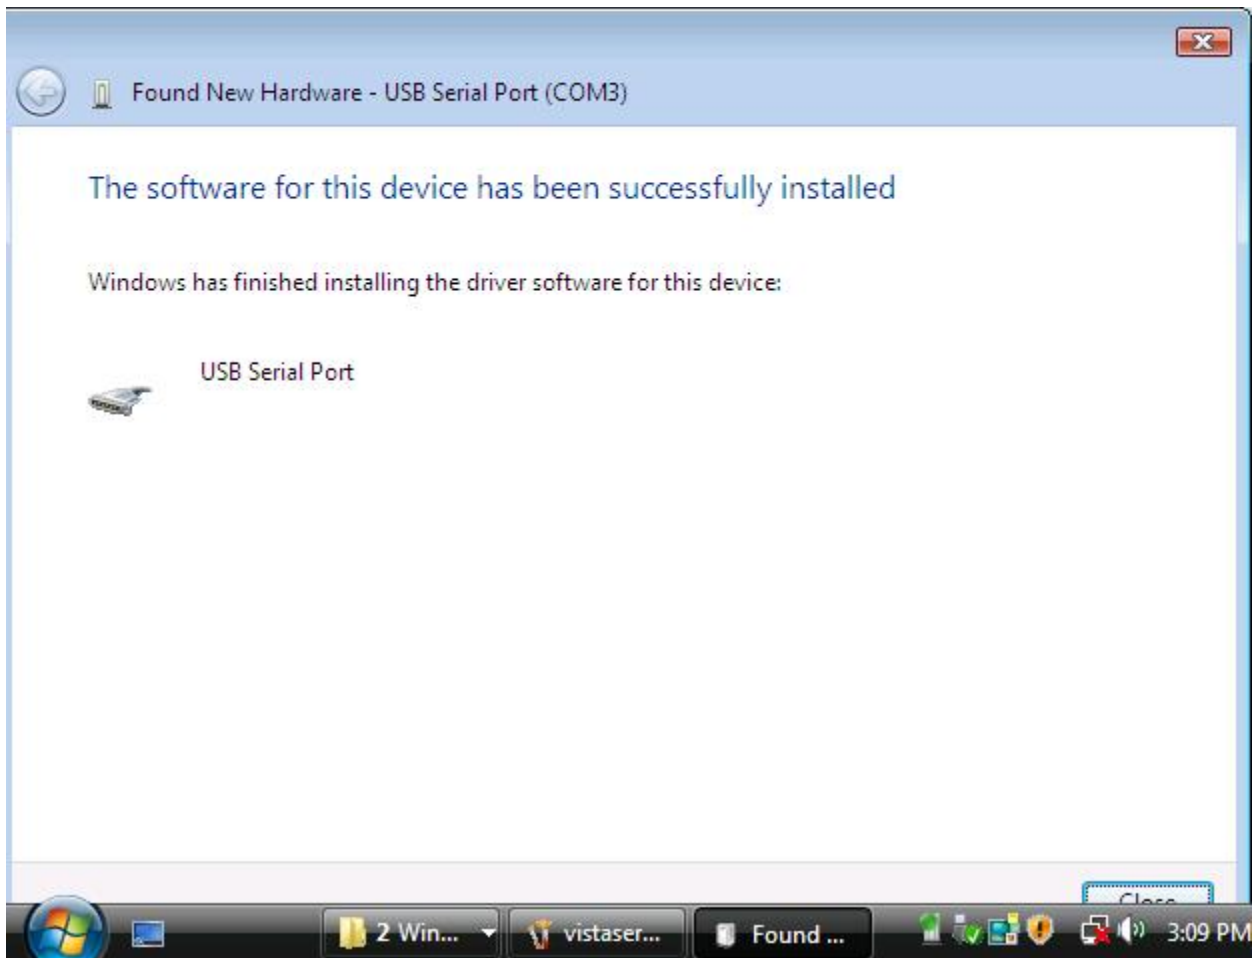 Found New Hardware - USB Serial Port (COM3)
The software for this device has been successfully installed
Windows has finished installing the driver software for this device:
USB Serial Port
Close
2 Win...
vistaser...
Found ...
3:09 PM